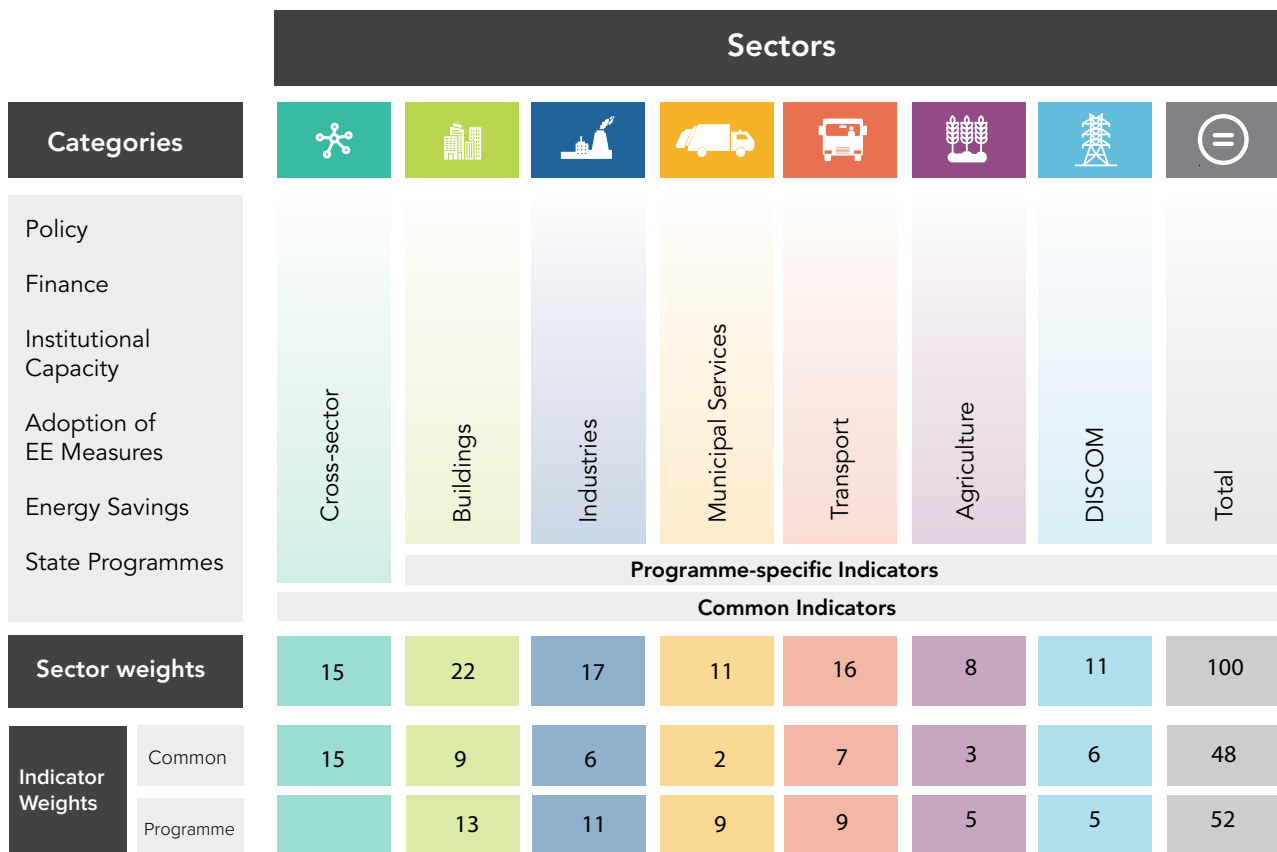 Sectors
Categories
Policy
Finance
Institutional
Capacity
Adoption of
EE Measures
Energy Savings
State Programmes
Cross-sector
Buildings
Industries
Municipal Services
Transport
Agriculture
DISCOM
Total
Programme-specific Indicators
Common Indicators
Sector weights 15 22 17 11 16 8 11 100
Indicator
Weights
Common 15 9 6 2 7 3 6 48
Programme 13 11 9 9 5 5 52